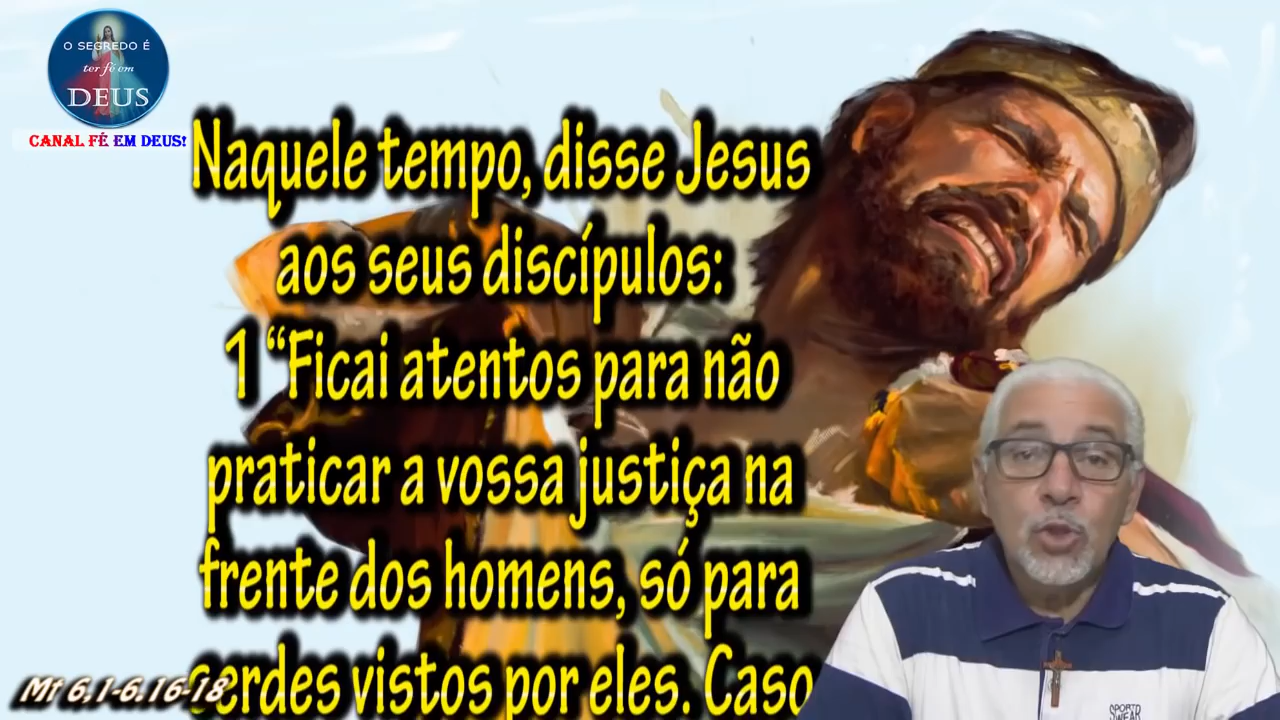 O SEGREDO É
ter fé em
DEUS
CANAL FÉ EM DEUS!
Naquele tempo, disse Jesus
aos seus discípulos:
1 “Ficai atentos para não
praticar a vossa justiça na
frente dos homens, só para
serdes vistos por eles. Caso
Mt 6,1-6.16-18
SPORTO
WEAR